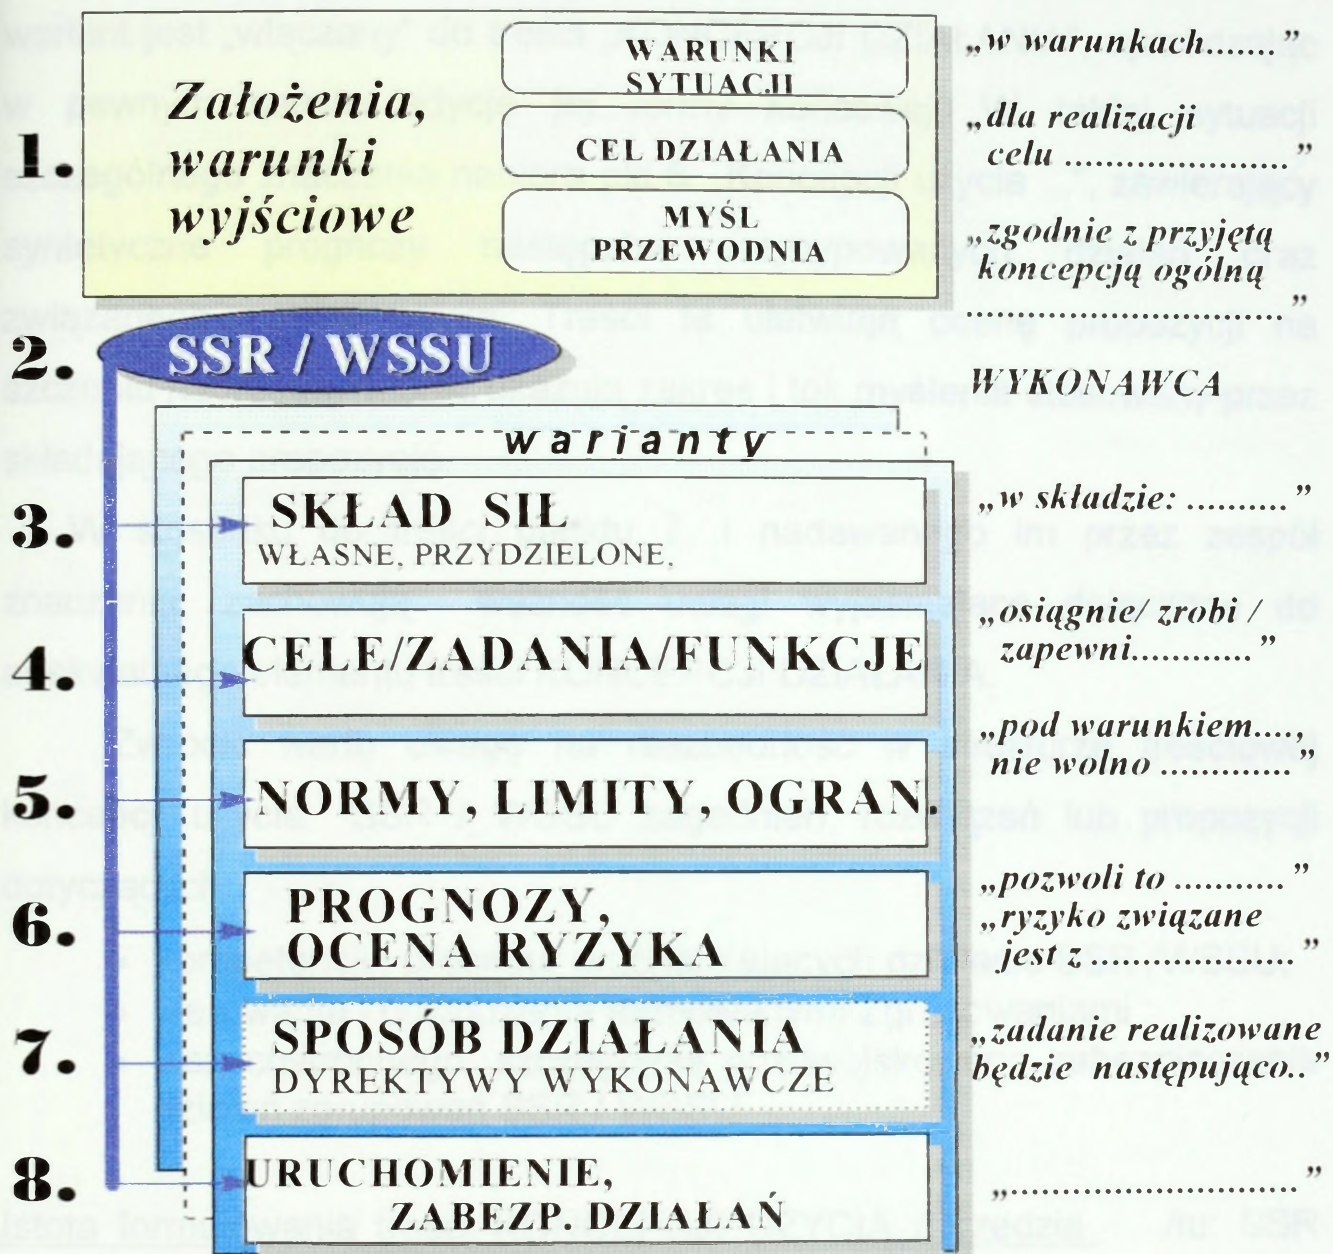 1.
Założenia,
warunki
wyjściowe
WARUNKI
SYTUACJI
CEL DZIAŁANIA
MYŚL
PRZEWODNIA
„w warunkach.......”
„dla realizacji
celu ......................”
„zgodnie z przyjętą
koncepcją ogólną
..............................”
2.
SSR / WSSU
WYKONAWCA
warianty
3.
SKŁAD SIŁ
WŁASNE, PRZYDZIELONE,
„w składzie: ..........”
4.
CELE/ZADANIA/FUNKCJE
„osiągnie/ zrobi /
zapewni............”
5.
NORMY, LIMITY, OGRAN.
„pod warunkiem....,
nie wolno .............”
6.
PROGNOZY,
OCENA RYZYKA
„pozwoli to ...........”
„ryzyko związane
jest z ....................”
7.
SPOSÓB DZIAŁANIA
DYREKTYWY WYKONAWCZE
„zadanie realizowane
będzie następująco..”
8.
URUCHOMIENIE,
ZABEZP. DZIAŁAŃ
„............................”